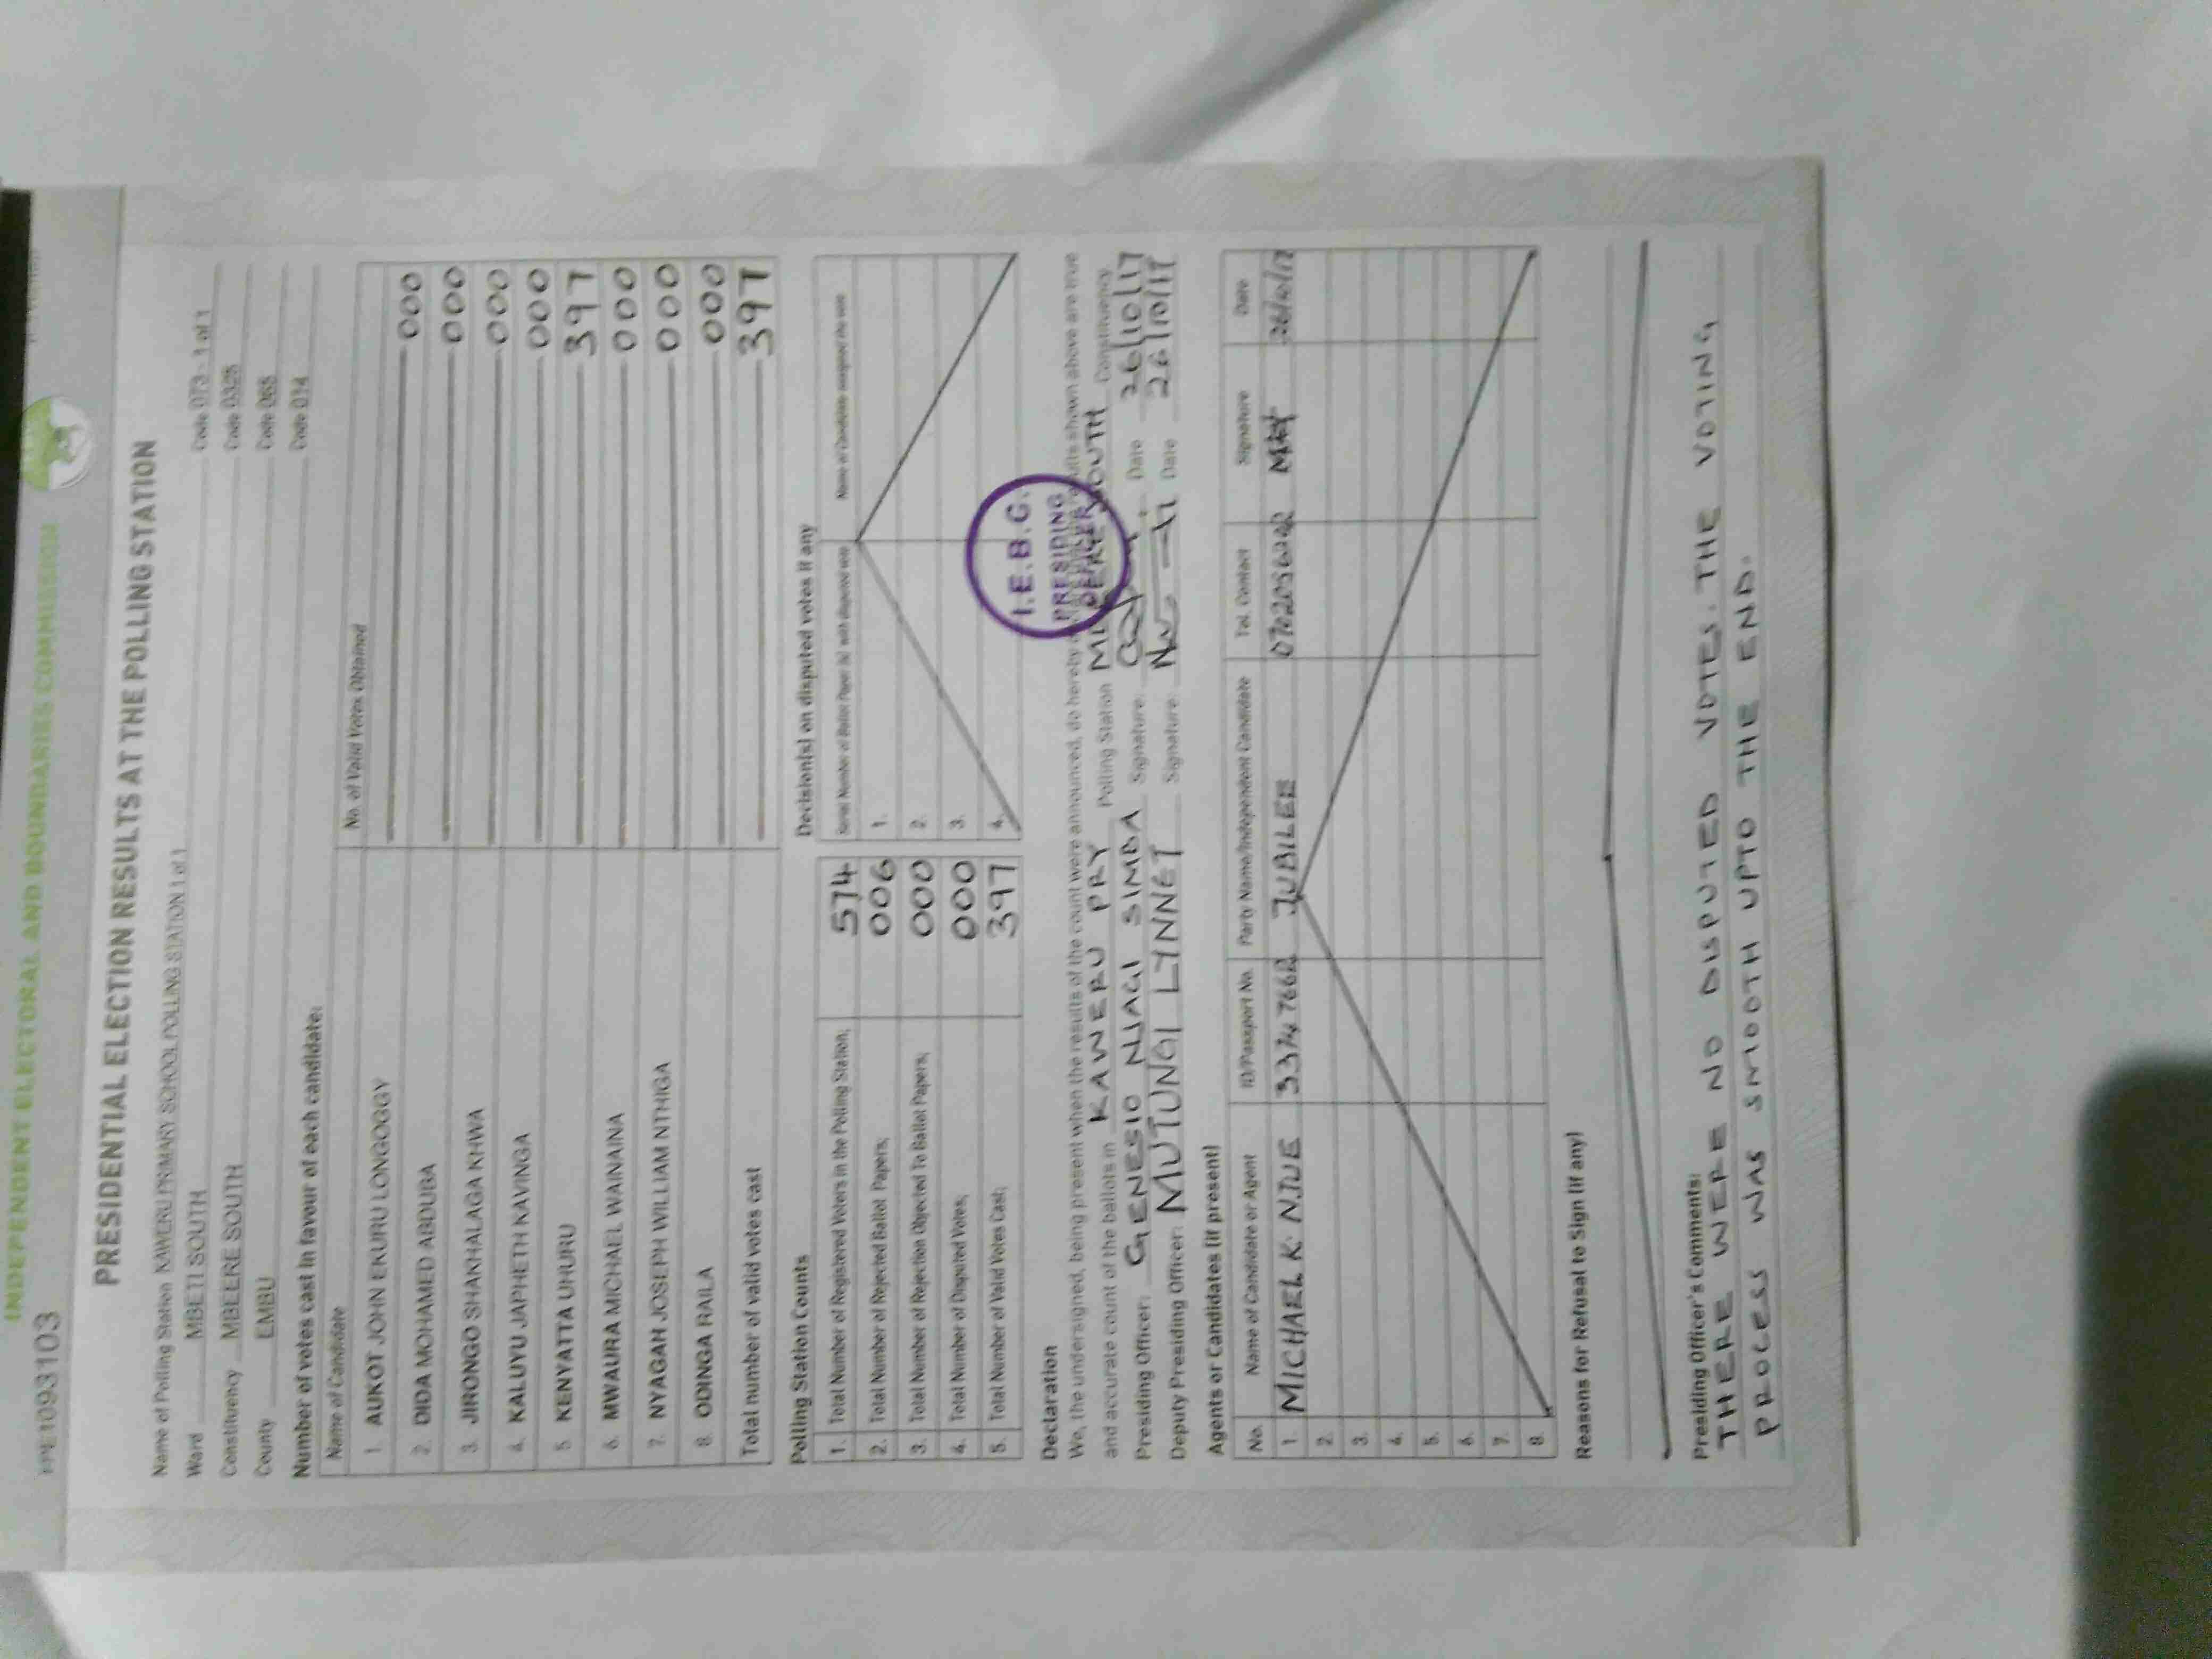 INDEPENDENT ELECTORAL AND BOUNDARIES COMMISSION
PRESIDENTIAL ELECTION RESULTS AT THE POLLING STATION
Name of Polling Station KAWERU PRIMARY SCHOOL POLLING STATION 1 of 1 Code 073 - 1 of 1
Ward MBETI SOUTH Code 0325
Constituency MBEERE SOUTH Code 065
County EMBU Code 014
Number of votes cast in favour of each candidate:
Name of Candidate No. of Valid Votes Obtained
1. AUKOT JOHN EKURU LONGOGGY 000
2. DIDA MOHAMED ABDUBA 000
3. JIRONGO SHAKHALAGA KHWA 000
4. KALUYU JAPHETH KAVINGA 000
5. KENYATTA UHURU 397
6. MWAURA MICHAEL WAINAINA 000
7. NYAGAH JOSEPH WILLIAM NTHIGA 000
8. ODINGA RAILA 000
Total number of valid votes cast 397
Polling Station Counts
1. Total Number of Registered Voters in the Polling Station; 574
2. Total Number of Rejected Ballot Papers; 006
3. Total Number of Rejection Objected To Ballot Papers; 000
4. Total Number of Disputed Votes; 000
5. Total Number of Valid Votes Cast; 397
Decision(s) on disputed votes if any
Serial Number of Ballot Paper (s) with disputed vote Name of Candidate assigned the vote
1.
2.
3.
4.
Declaration
We, the undersigned, being present when the results of the count were announced, do hereby results shown above are true
and accurate count of the ballots in KAWERU PRY Polling Station SOUTH Constituency
I.E.B.C.
PRESIDING
OFFICER
Presiding Officer: GENESIO NJAGI SIMBA Signature: Date 26/10/17
Deputy Presiding Officer: MUTUNGI LYNNET Signature: Date 26/10/17
Agents or Candidates (if present)
No. Name of Candidate or Agent ID/Passport No. Party Name/Independent Candidate Tel. Contact Signature Date
1. MICHAEL K. NJUE JUBILEE
2.
3.
4.
5.
6.
7.
8.
Reasons for Refusal to Sign (if any)
Presiding Officer's Comments:
THERE WERE NO DISPUTED VOTES. THE VOTING
PROCESS WAS SMOOTH UPTO THE END.